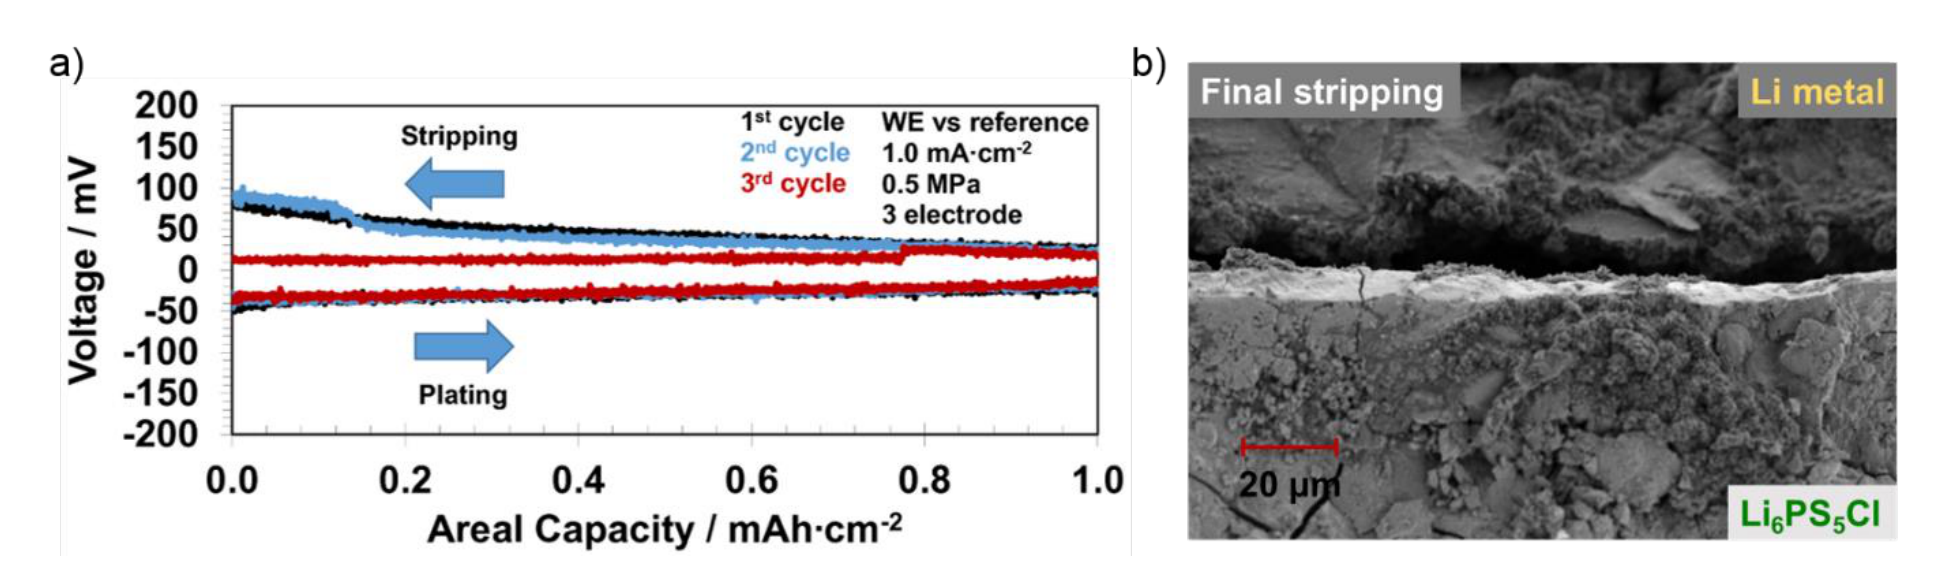 a)
200
150
100
50
0
-50
-100
-150
-200
Voltage / mV
Stripping
1st cycle
2nd cycle
3rd cycle
WE vs reference
1.0 mA·cm-2
0.5 MPa
3 electrode
Plating
0.0 0.2 0.4 0.6 0.8 1.0
Areal Capacity / mAh·cm-2
b)
Final stripping
Li metal
20 µm
Li6PS5Cl